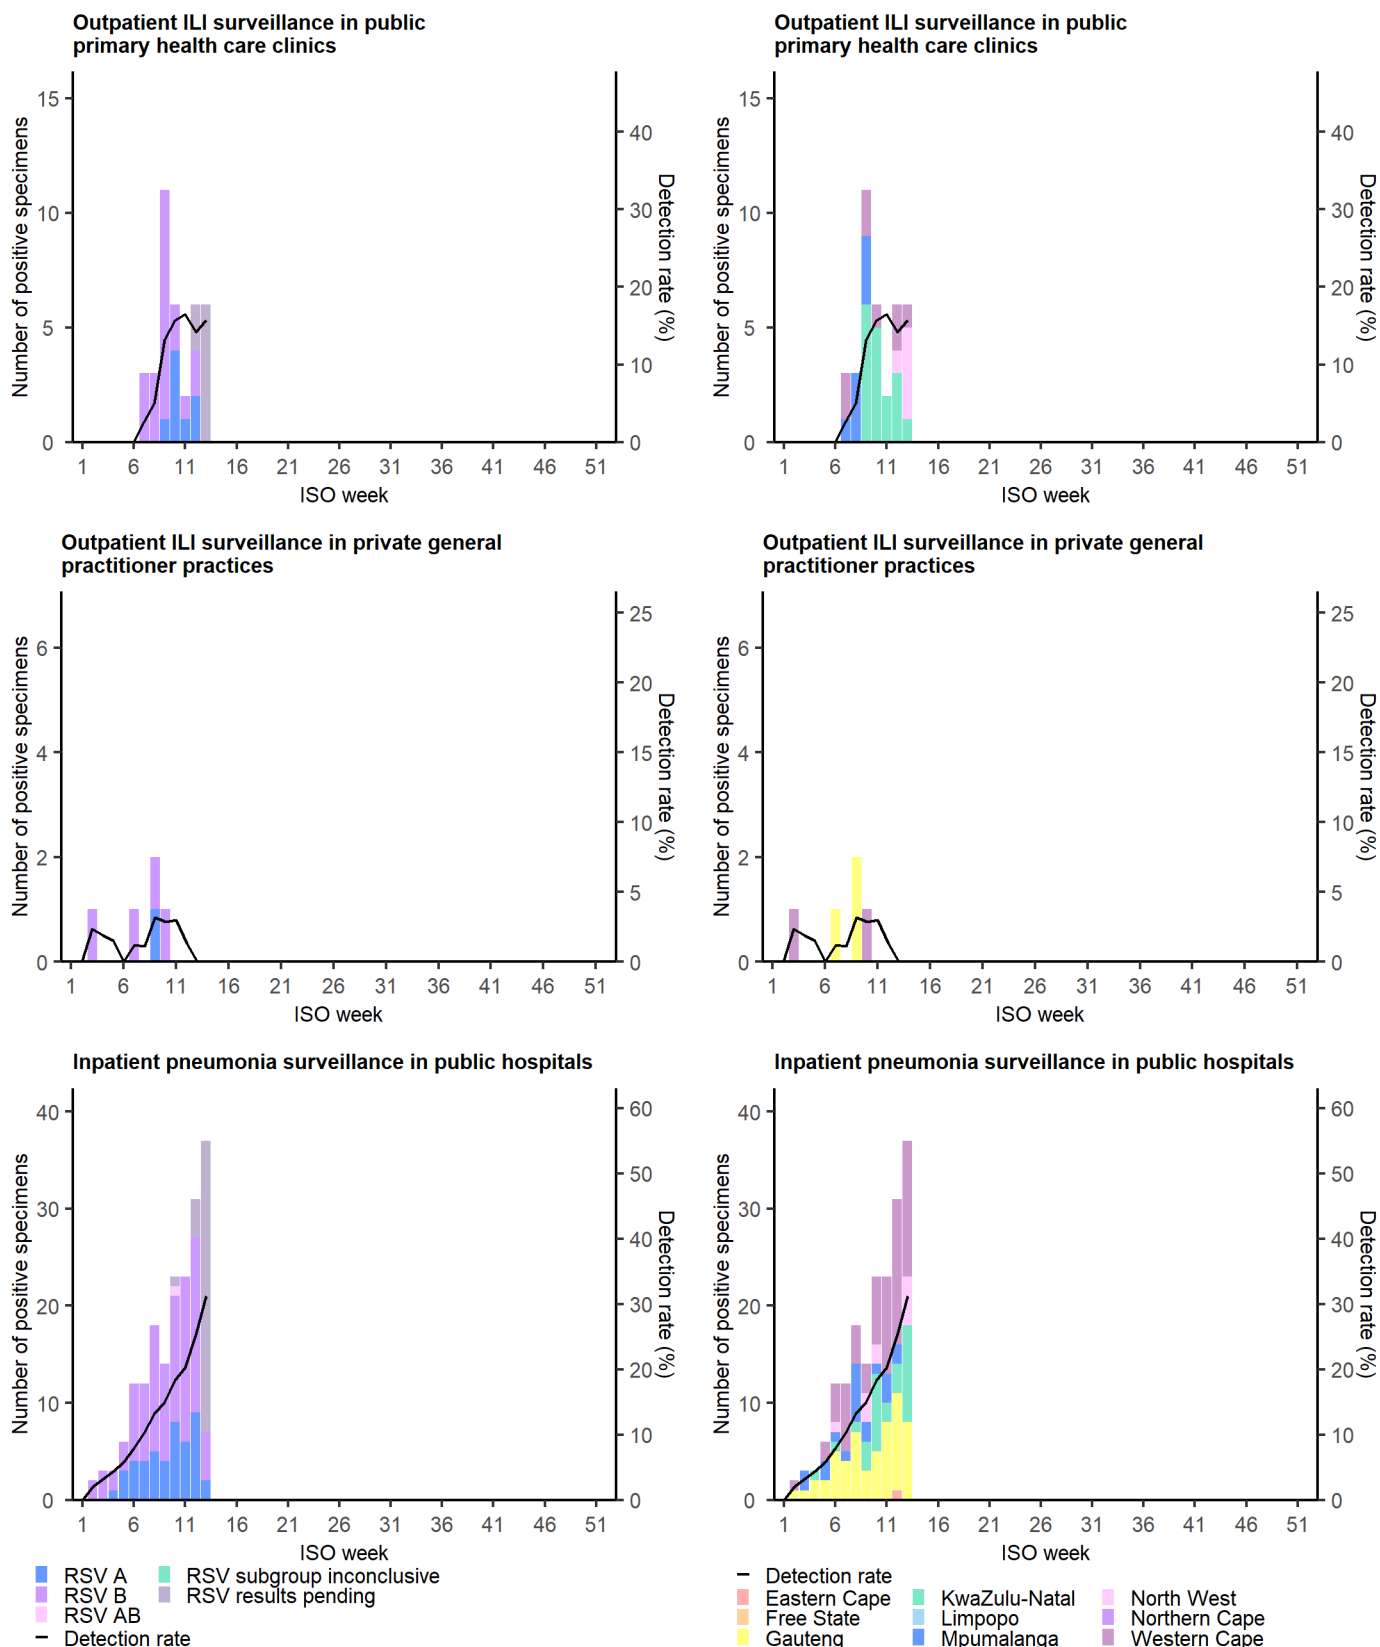 Outpatient ILI surveillance in public
primary health care clinics
Number of positive specimens
15
10
5
0
40
30
20
10
0
Detection rate (%)
1 6 11 16 21 26 31 36 41 46 51
ISO week
Outpatient ILI surveillance in public
primary health care clinics
Number of positive specimens
15
10
5
0
40
30
20
10
0
Detection rate (%)
1 6 11 16 21 26 31 36 41 46 51
ISO week
Outpatient ILI surveillance in private general
practitioner practices
Number of positive specimens
6
4
2
0
25
20
15
10
5
0
Detection rate (%)
1 6 11 16 21 26 31 36 41 46 51
ISO week
Outpatient ILI surveillance in private general
practitioner practices
Number of positive specimens
6
4
2
0
25
20
15
10
5
0
Detection rate (%)
1 6 11 16 21 26 31 36 41 46 51
ISO week
Inpatient pneumonia surveillance in public hospitals
Number of positive specimens
40
30
20
10
0
60
50
40
30
20
10
0
Detection rate (%)
1 6 11 16 21 26 31 36 41 46 51
ISO week
RSV A
RSV B
RSV AB
Detection rate
RSV subgroup inconclusive
RSV results pending
Inpatient pneumonia surveillance in public hospitals
Number of positive specimens
40
30
20
10
0
60
50
40
30
20
10
0
Detection rate (%)
1 6 11 16 21 26 31 36 41 46 51
ISO week
Detection rate
Eastern Cape
Free State
Gauteng
KwaZulu-Natal
Limpopo
Mpumalanga
North West
Northern Cape
Western Cape